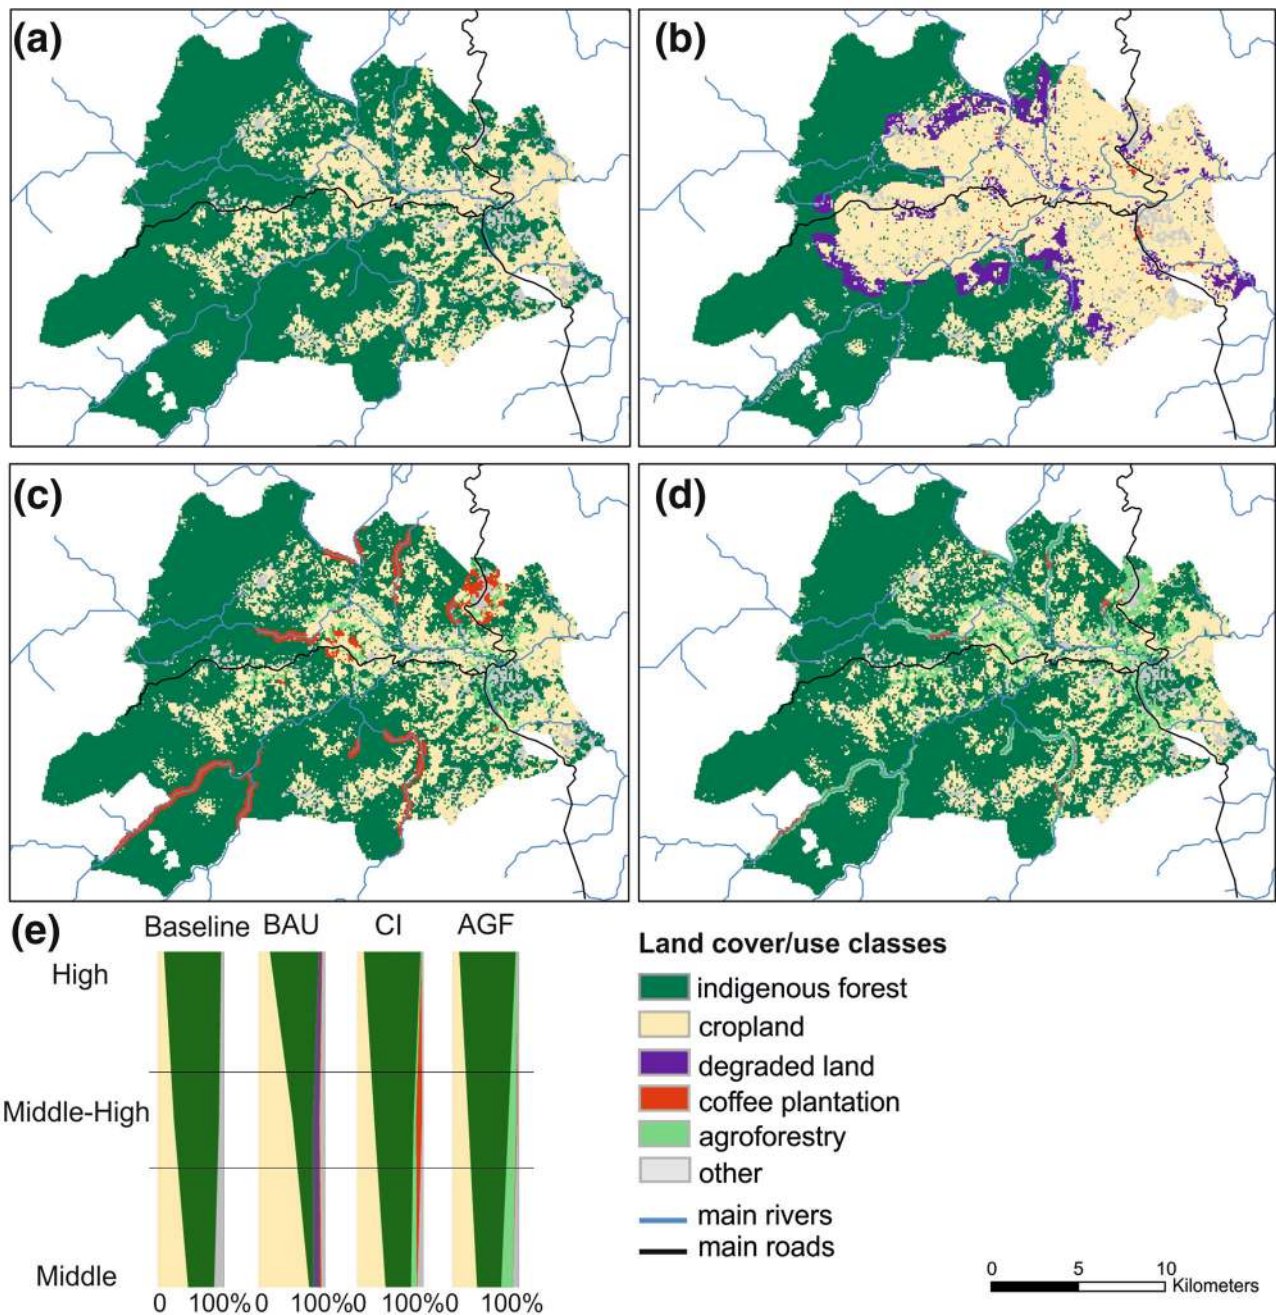 (a)
(b)
(c)
(d)
(e)
Baseline BAU CI AGF
High
Middle-High
Middle
0 100% 0 100% 0 100% 0 100%
Land cover/use classes
indigenous forest
cropland
degraded land
coffee plantation
agroforestry
other
main rivers
main roads
0 5 10
Kilometers